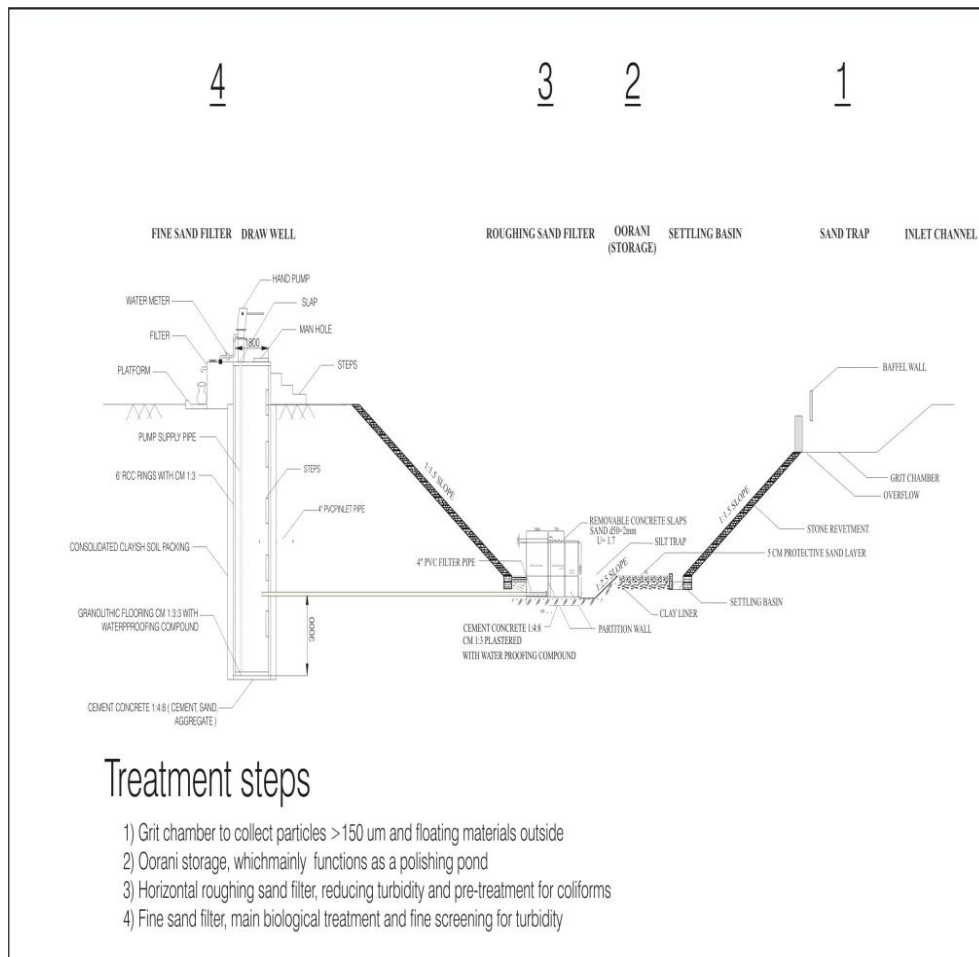 4
3
2
1
FINE SAND FILTER
DRAW WELL
ROUGHING SAND FILTER
OORANI
(STORAGE)
SETTLING BASIN
SAND TRAP
INLET CHANNEL
HAND PUMP
WATER METER
SLAP
FILTER
MAN HOLE
1800
PLATFORM
STEPS
PUMP SUPPLY PIPE
6' RCC RINGS WITH CM 1:3
STEPS
4" PVCPINLET PIPE
CONSOLIDATED CLAYISH SOIL PACKING
GRANOLITHIC FLOORING CM 1:3:3 WITH
WATERPPROOFING COMPOUND
3000
CEMENT CONCRETE 1:4:8 ( CEMENT, SAND,
AGGREGATE )
1:1.5 SLOPE
REMOVABLE CONCRETE SLAPS
SAND d50=2mm
U= 1.7
4" PVC FILTER PIPE
SILT TRAP
1:2.5 SLOPE
CEMENT CONCRETE 1:4:8
CM 1:3 PLASTERED
WITH WATER PROOFING COMPOUND
PARTITION WALL
CLAY LINER
1:1.5 SLOPE
BAFFEL WALL
GRIT CHAMBER
OVERFLOW
STONE REVETMENT
5 CM PROTECTIVE SAND LAYER
SETTLING BASIN
Treatment steps
1) Grit chamber to collect particles >150 um and floating materials outside
2) Oorani storage, whichmainly functions as a polishing pond
3) Horizontal roughing sand filter, reducing turbidity and pre-treatment for coliforms
4) Fine sand filter, main biological treatment and fine screening for turbidity